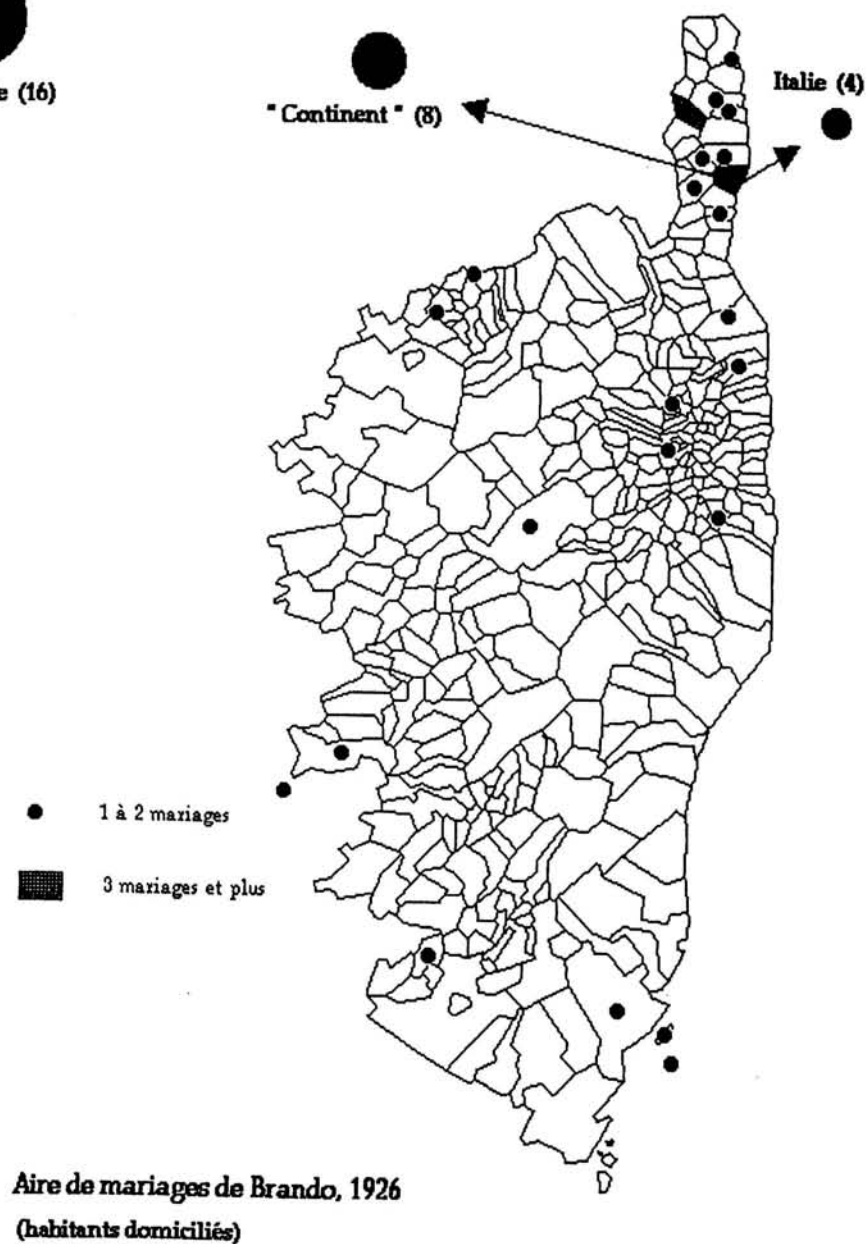 e (16)
" Continent " (8)
Italie (4)
1 à 2 mariages
3 mariages et plus
Aire de mariages de Brando, 1926
(habitants domiciliés)